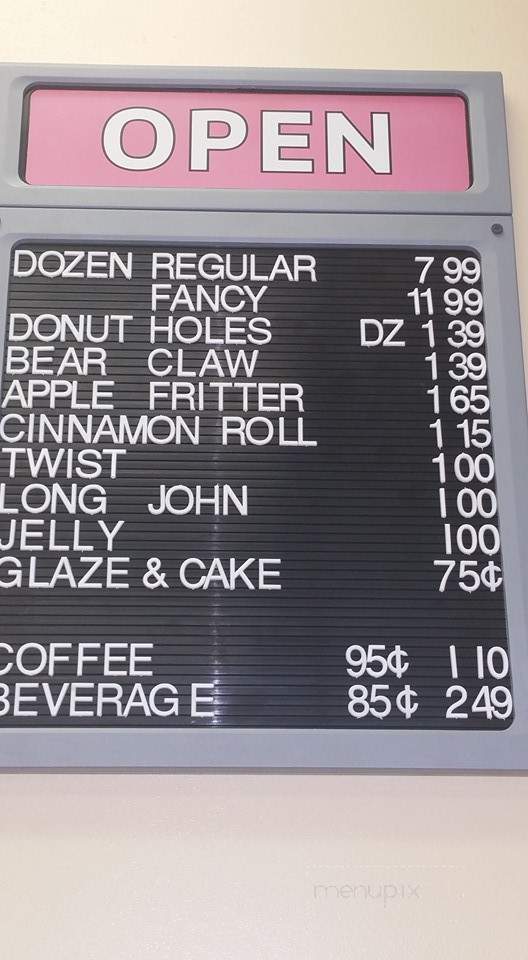 OPEN
DOZEN REGULAR 7 99
FANCY 11 99
DONUT HOLES DZ 1 39
BEAR CLAW 1 39
APPLE FRITTER 1 65
CINNAMON ROLL 1 15
TWIST 1 00
LONG JOHN 1 00
JELLY 1 00
GLAZE & CAKE 75¢
COFFEE 95¢ 1 10
BEVERAGE 85¢ 2 49
menupix